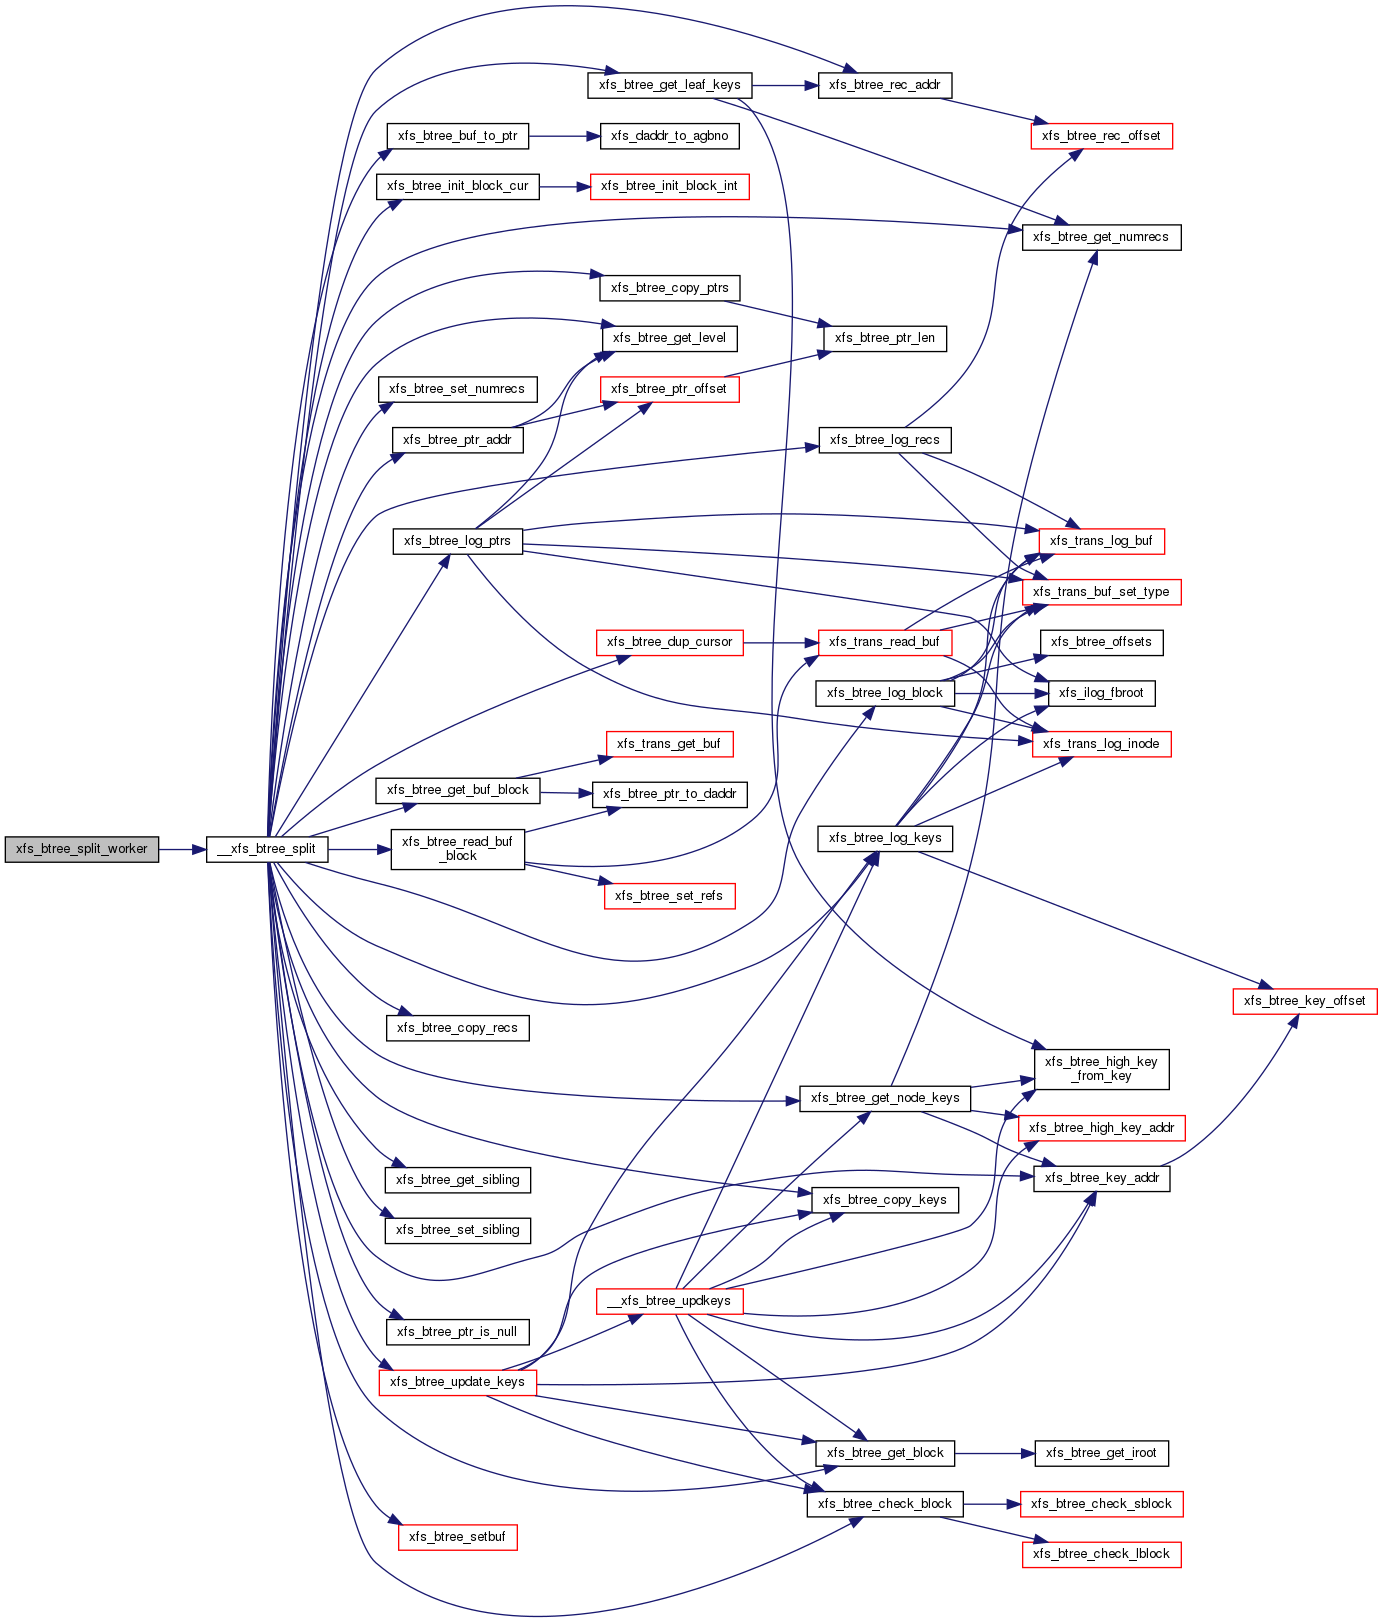 xfs_btree_get_leaf_keys
xfs_btree_rec_addr
xfs_btree_buf_to_ptr
xfs_daddr_to_agbno
xfs_btree_rec_offset
xfs_btree_init_block_cur
xfs_btree_init_block_int
xfs_btree_get_numrecs
xfs_btree_copy_ptrs
xfs_btree_get_level
xfs_btree_ptr_len
xfs_btree_set_numrecs
xfs_btree_ptr_offset
xfs_btree_ptr_addr
xfs_btree_log_recs
xfs_btree_log_ptrs
xfs_trans_log_buf
xfs_trans_buf_set_type
xfs_btree_dup_cursor
xfs_trans_read_buf
xfs_btree_offsets
xfs_btree_log_block
xfs_ilog_fbroot
xfs_trans_get_buf
xfs_trans_log_inode
xfs_btree_get_buf_block
xfs_btree_ptr_to_daddr
xfs_btree_split_worker
__xfs_btree_split
xfs_btree_read_buf
_block
xfs_btree_log_keys
xfs_btree_set_refs
xfs_btree_key_offset
xfs_btree_copy_recs
xfs_btree_high_key
_from_key
xfs_btree_get_node_keys
xfs_btree_high_key_addr
xfs_btree_get_sibling
xfs_btree_key_addr
xfs_btree_copy_keys
xfs_btree_set_sibling
__xfs_btree_updkeys
xfs_btree_ptr_is_null
xfs_btree_update_keys
xfs_btree_get_block
xfs_btree_get_iroot
xfs_btree_check_block
xfs_btree_check_sblock
xfs_btree_setbuf
xfs_btree_check_lblock